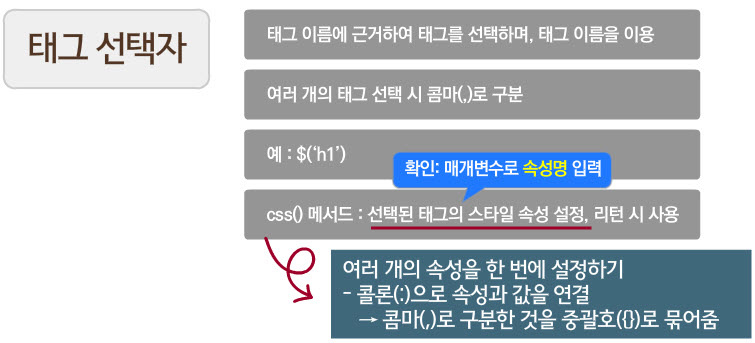 태그 선택자
태그 이름에 근거하여 태그를 선택하며, 태그 이름을 이용
여러 개의 태그 선택 시 콤마(,)로 구분
예 : $(‘h1’)
확인: 매개변수로 속성명 입력
css() 메서드 : 선택된 태그의 스타일 속성 설정, 리턴 시 사용
여러 개의 속성을 한 번에 설정하기
- 콜론(:)으로 속성과 값을 연결
→ 콤마(,)로 구분한 것을 중괄호({})로 묶어줌